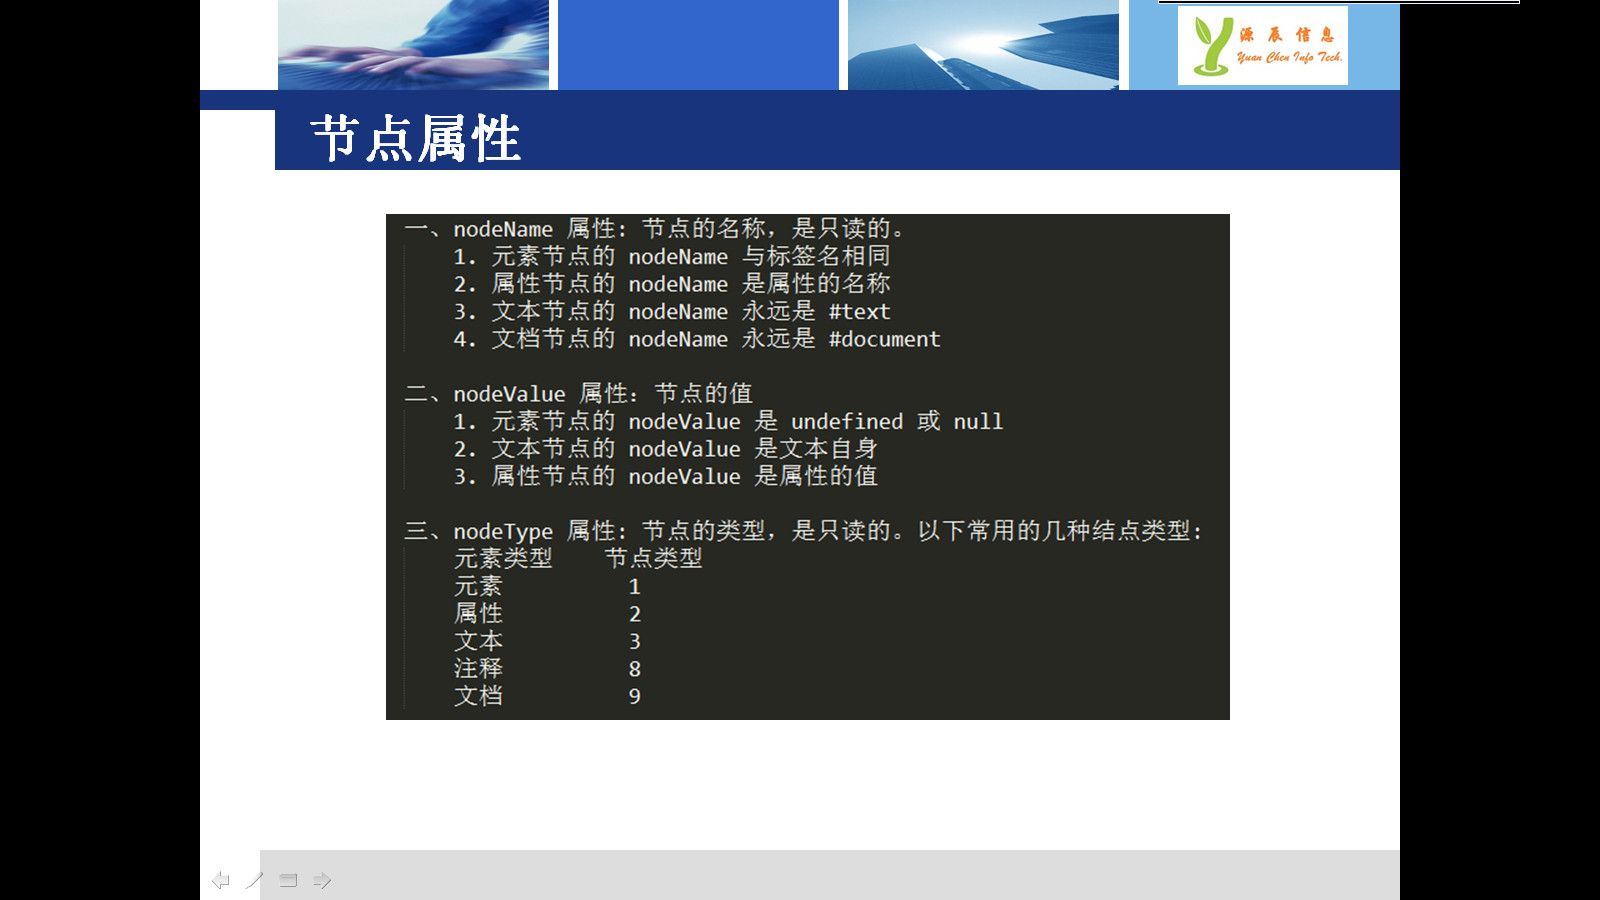 源辰信息
Yuan Chen Info Tech.
节点属性
一、nodeName 属性: 节点的名称，是只读的。
1. 元素节点的 nodeName 与标签名相同
2. 属性节点的 nodeName 是属性的名称
3. 文本节点的 nodeName 永远是 #text
4. 文档节点的 nodeName 永远是 #document
二、nodeValue 属性：节点的值
1. 元素节点的 nodeValue 是 undefined 或 null
2. 文本节点的 nodeValue 是文本自身
3. 属性节点的 nodeValue 是属性的值
三、nodeType 属性: 节点的类型，是只读的。以下常用的几种结点类型:
元素类型 节点类型
元素 1
属性 2
文本 3
注释 8
文档 9